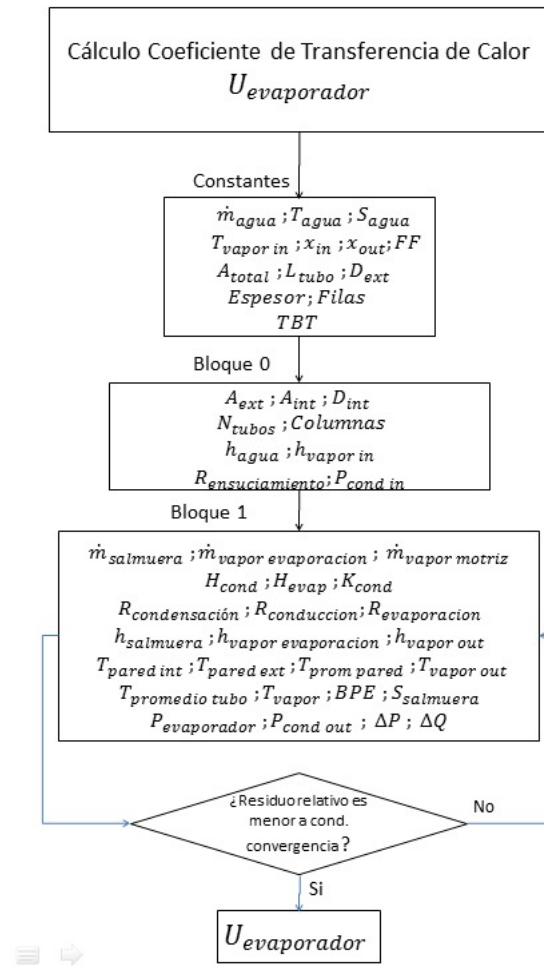 Cálculo Coeficiente de Transferencia de Calor
U_evaporador
Constantes
ṁ_agua ; T_agua ; S_agua
T_vapor in ; x_in ; x_out; FF
A_total ; L_tubo ; D_ext
Espesor; Filas
TBT
Bloque 0
A_ext ; A_int ; D_int
N_tubos ; Columnas
h_agua ; h_vapor in
R_ensuciamiento; P_cond in
Bloque 1
ṁ_salmuera ; ṁ_vapor evaporacion ; ṁ_vapor motriz
H_cond ; H_evap ; K_cond
R_condensación ; R_conduccion; R_evaporacion
h_salmuera ; h_vapor evaporacion ; h_vapor out
T_pared int ; T_pared ext ; T_prom pared ; T_vapor out
T_promedio tubo ; T_vapor ; BPE ; S_salmuera
P_evaporador ; P_cond out ; ΔP ; ΔQ
¿Residuo relativo es
menor a cond.
convergencia ?
No
Si
U_evaporador